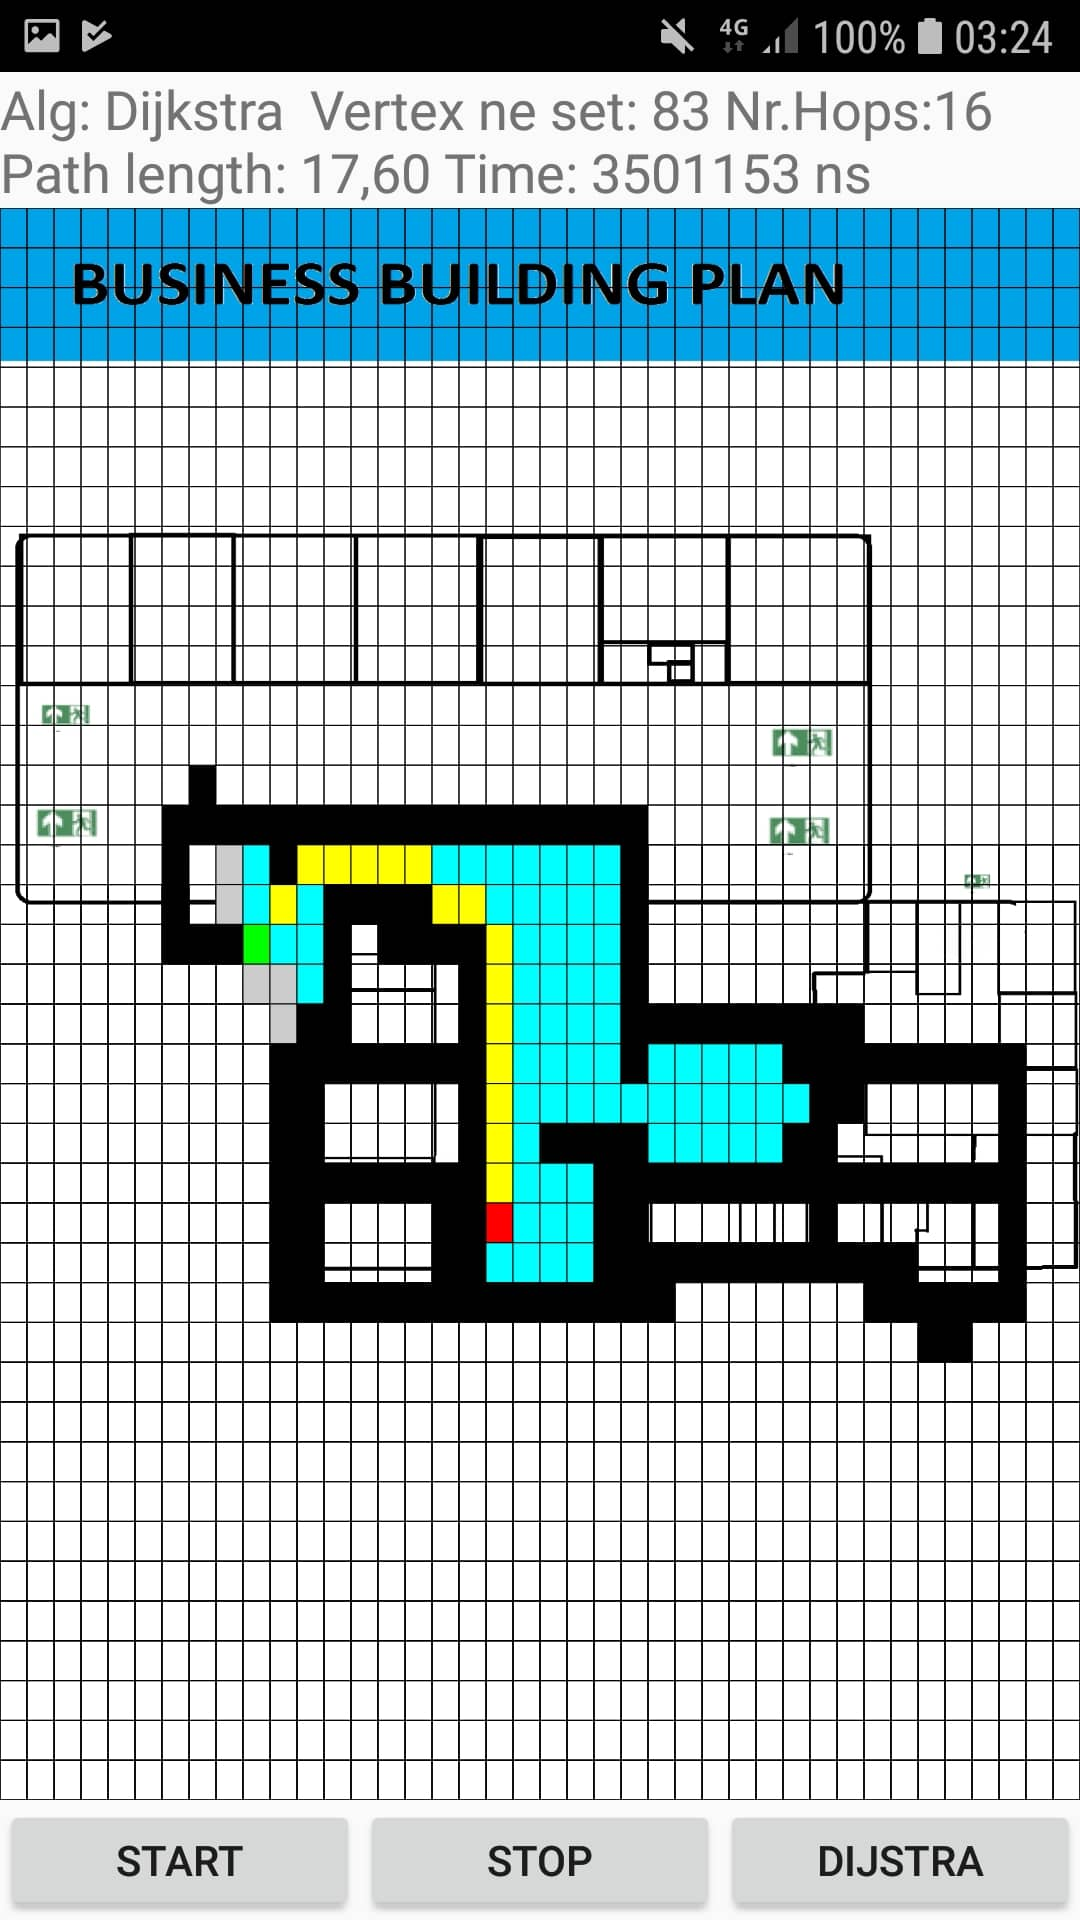 4G 100% 03:24
Alg: Dijkstra Vertex ne set: 83 Nr.Hops:16
Path length: 17,60 Time: 3501153 ns
BUSINESS BUILDING PLAN
START STOP DIJSTRA